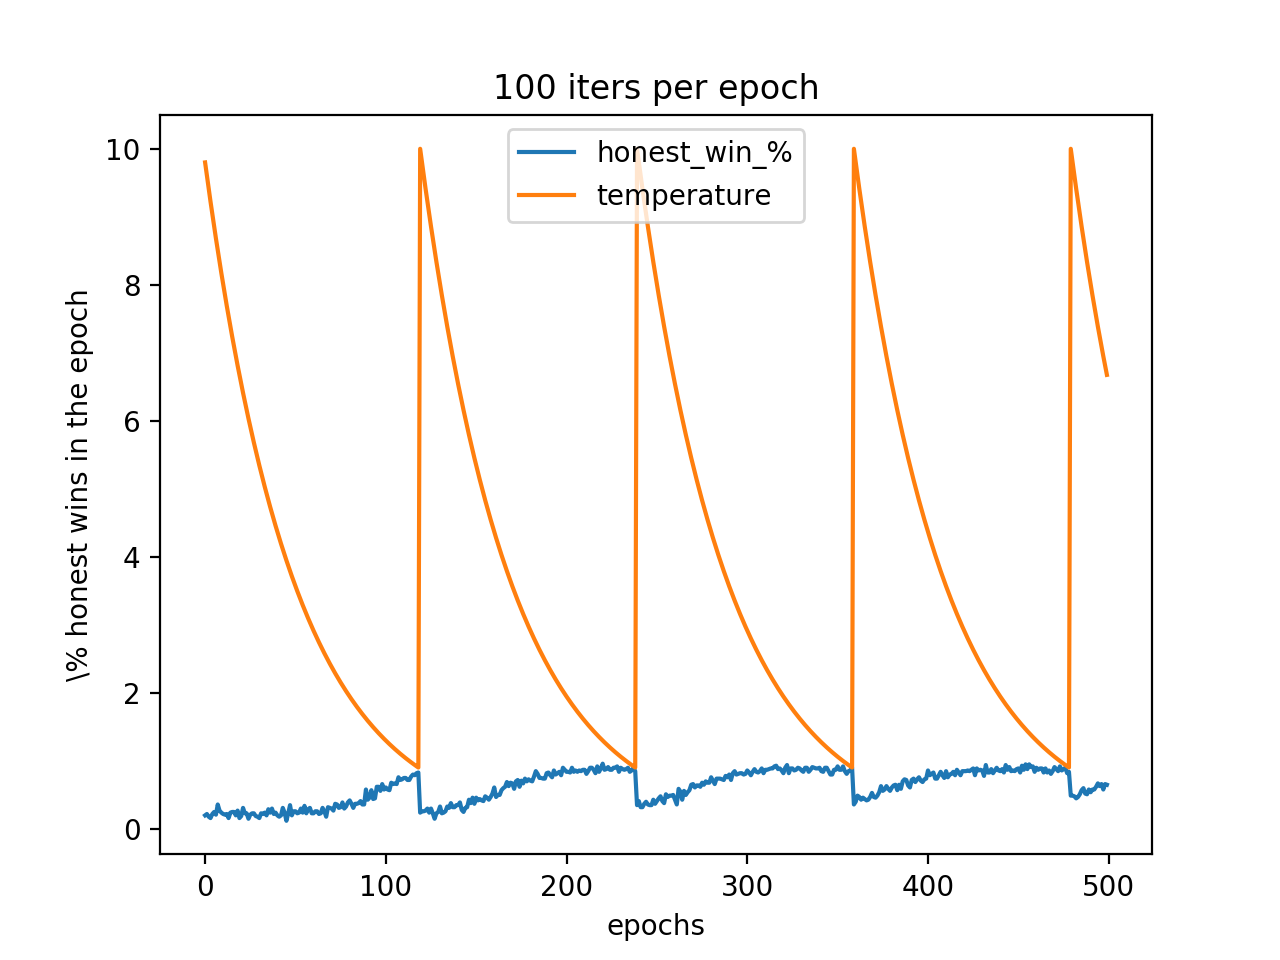 100 iters per epoch
honest_win_%
temperature
\% honest wins in the epoch
10
8
6
4
2
0
0 100 200 300 400 500
epochs